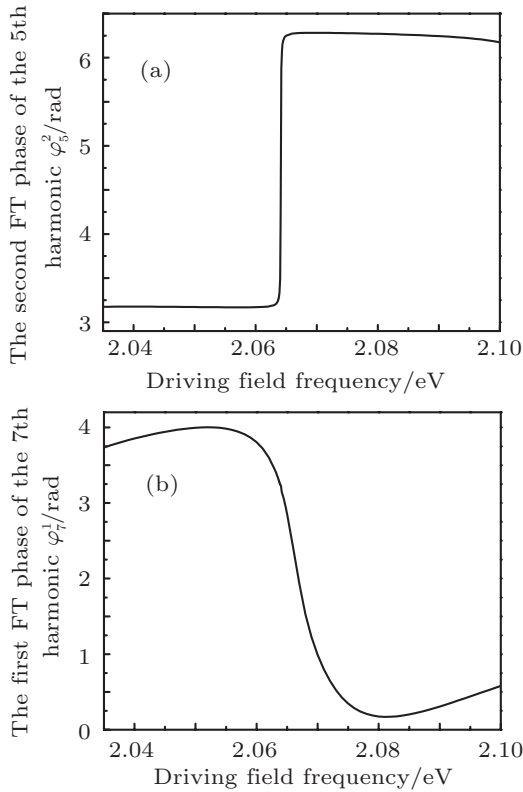 The second FT phase of the 5th
harmonic φ₅²/rad
6
5
4
3
(a)
2.04 2.06 2.08 2.10
Driving field frequency/eV
The first FT phase of the 7th
harmonic φ₇¹/rad
4
3
2
1
0
(b)
2.04 2.06 2.08 2.10
Driving field frequency/eV